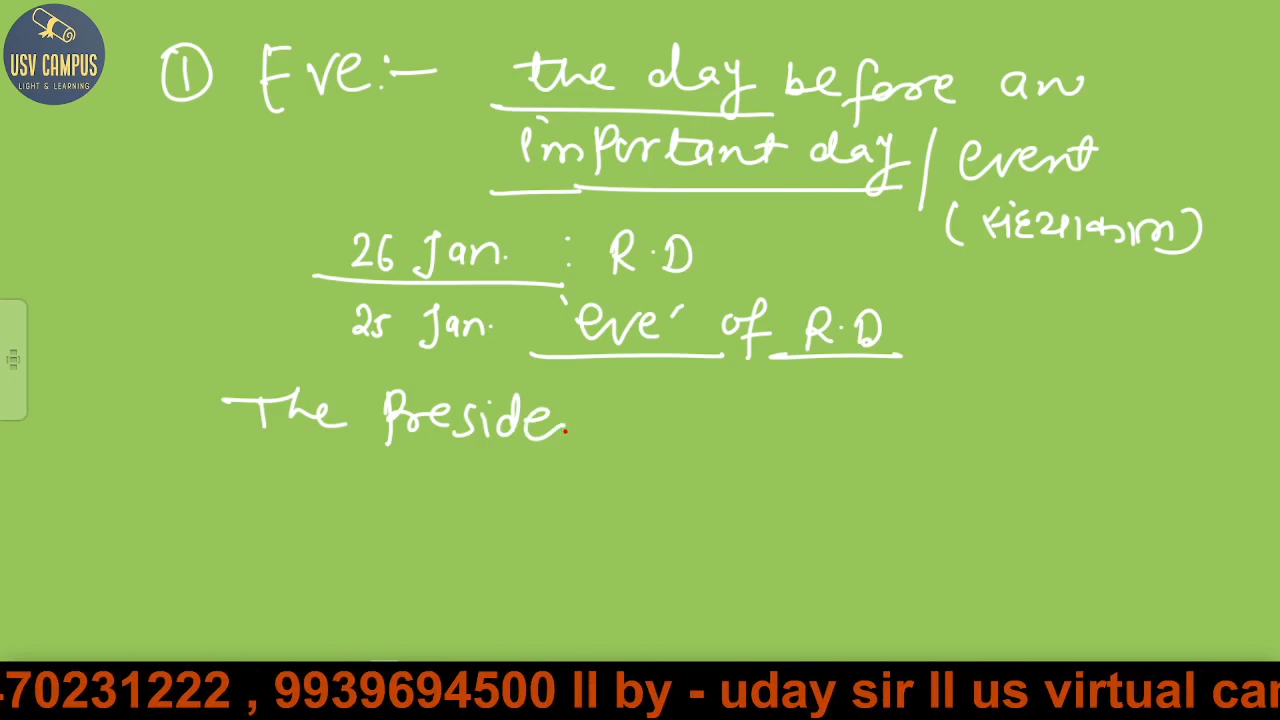 USV CAMPUS
LIGHT & LEARNING
① Eve:- the day before an
important day / event
(संध्याकाल)
26 Jan. : R.D
25 Jan. 'eve' of R.D
The Preside
470231222 , 9939694500 ll by - uday sir ll us virtual car